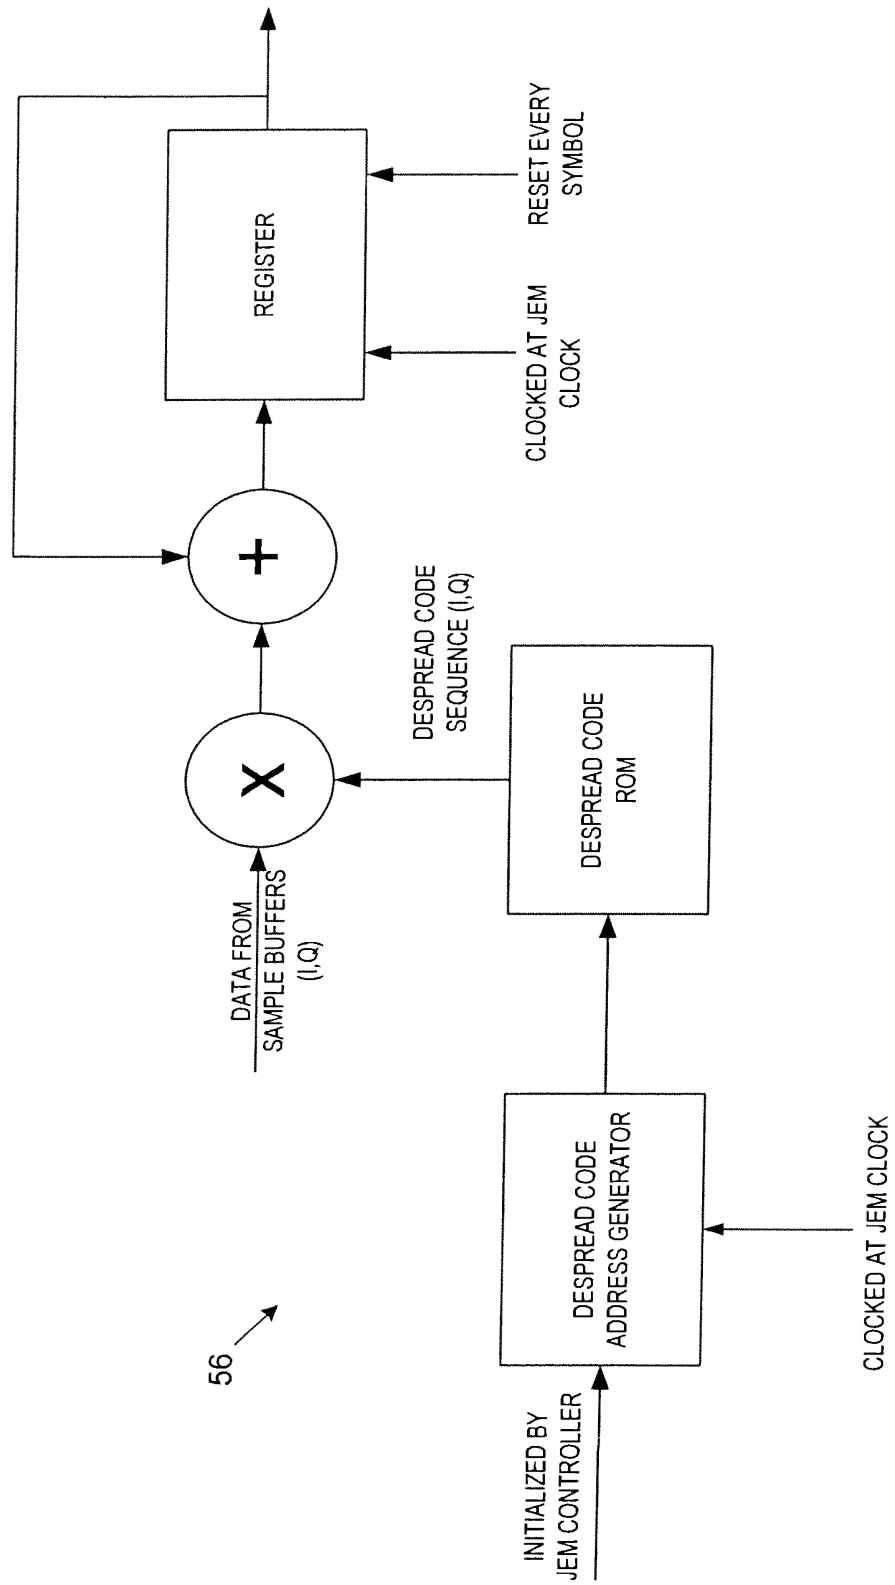 56
INITIALIZED BY
JEM CONTROLLER
DESPREAD CODE
ADDRESS GENERATOR
CLOCKED AT JEM CLOCK
DATA FROM
SAMPLE BUFFERS
(I,Q)
X
DESPREAD CODE
SEQUENCE (I,Q)
DESPREAD CODE
ROM
+
REGISTER
CLOCKED AT JEM
CLOCK
RESET EVERY
SYMBOL